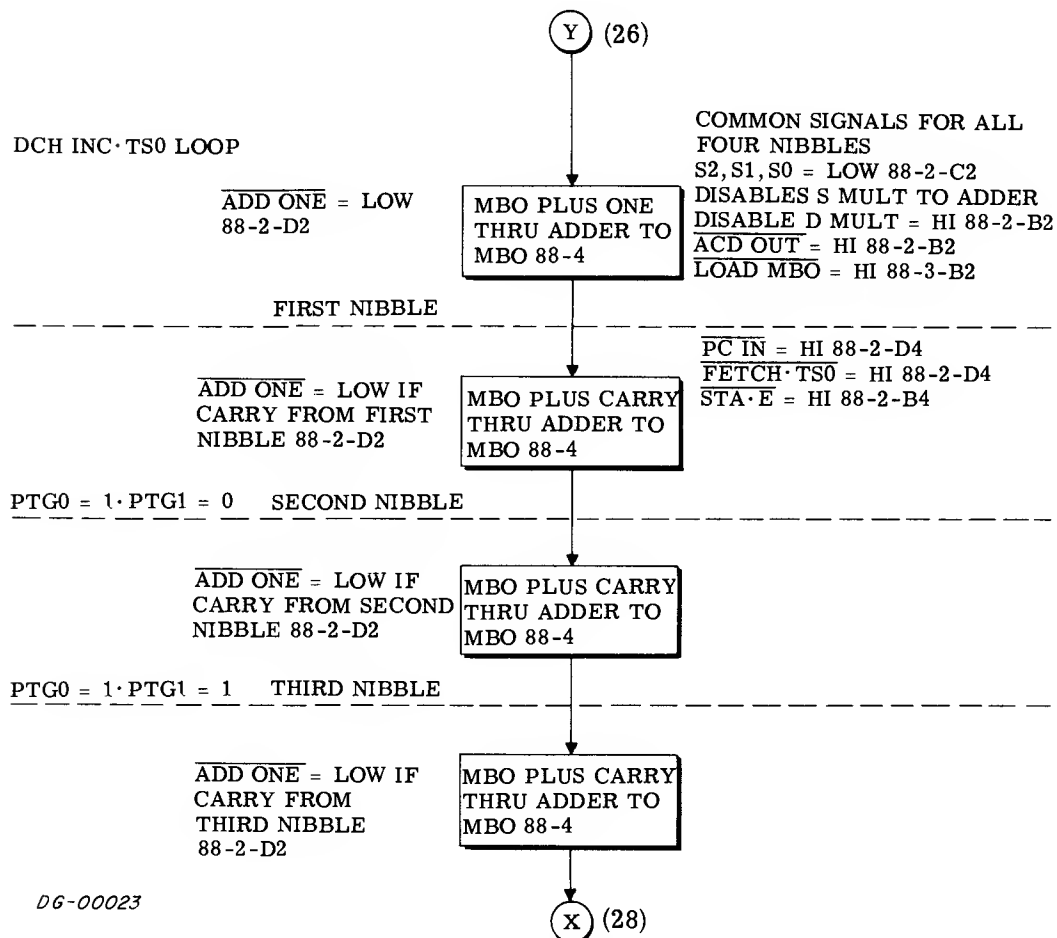 Y (26)
DCH INC·TS0 LOOP
COMMON SIGNALS FOR ALL
FOUR NIBBLES
S2, S1, S0 = LOW 88-2-C2
DISABLES S MULT TO ADDER
DISABLE D MULT = HI 88-2-B2
ACD OUT = HI 88-2-B2
LOAD MBO = HI 88-3-B2
ADD ONE = LOW
88-2-D2
MBO PLUS ONE
THRU ADDER TO
MBO 88-4
FIRST NIBBLE
PC IN = HI 88-2-D4
FETCH·TS0 = HI 88-2-D4
STA·E = HI 88-2-B4
ADD ONE = LOW IF
CARRY FROM FIRST
NIBBLE 88-2-D2
MBO PLUS CARRY
THRU ADDER TO
MBO 88-4
PTG0 = 1·PTG1 = 0 SECOND NIBBLE
ADD ONE = LOW IF
CARRY FROM SECOND
NIBBLE 88-2-D2
MBO PLUS CARRY
THRU ADDER TO
MBO 88-4
PTG0 = 1·PTG1 = 1 THIRD NIBBLE
ADD ONE = LOW IF
CARRY FROM
THIRD NIBBLE
88-2-D2
MBO PLUS CARRY
THRU ADDER TO
MBO 88-4
DG-00023
X (28)